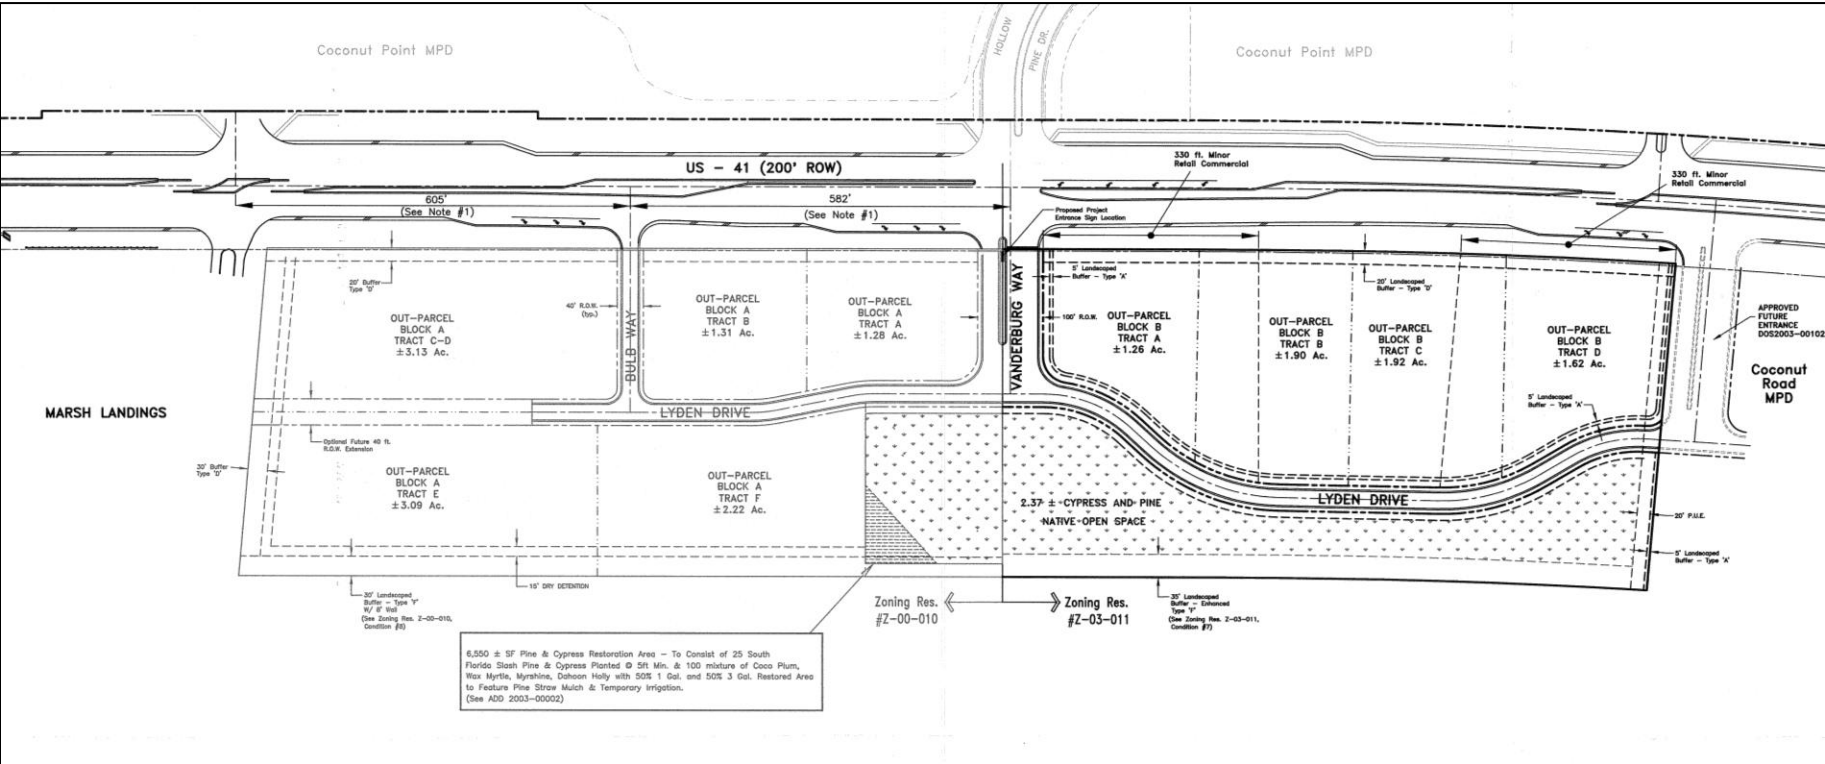 Coconut Point MPD
HOLLOW
PINE DR.
Coconut Point MPD
US - 41 (200' ROW)
330 ft. Minor
Retail Commercial
330 ft. Minor
Retail Commercial
605'
(See Note #1)
582'
(See Note #1)
Proposed Project
Entrance Sign Location
20' Buffer
Type 'D'
40' R.O.W.
(typ.)
5' Landscaped
Buffer - Type 'A'
20' Landscaped
Buffer - Type 'D'
100' R.O.W.
VANDERBURG WAY
WAY
OUT-PARCEL
BLOCK A
TRACT C-D
±3.13 Ac.
OUT-PARCEL
BLOCK A
TRACT B
±1.31 Ac.
OUT-PARCEL
BLOCK A
TRACT A
±1.28 Ac.
OUT-PARCEL
BLOCK B
TRACT A
±1.26 Ac.
OUT-PARCEL
BLOCK B
TRACT B
±1.90 Ac.
OUT-PARCEL
BLOCK B
TRACT C
±1.92 Ac.
OUT-PARCEL
BLOCK B
TRACT D
±1.62 Ac.
APPROVED
FUTURE
ENTRANCE
DOS2003-00102
Coconut
Road
MPD
MARSH LANDINGS
LYDEN DRIVE
5' Landscaped
Buffer - Type 'A'
Optional Future 40 ft.
R.O.W. Extension
30' Buffer
Type 'D'
OUT-PARCEL
BLOCK A
TRACT E
±3.09 Ac.
OUT-PARCEL
BLOCK A
TRACT F
±2.22 Ac.
2.37 ± CYPRESS AND PINE
NATIVE OPEN SPACE
LYDEN DRIVE
20' P.U.E.
5' Landscaped
Buffer - Type 'A'
15' DRY DETENTION
30' Landscaped
Buffer - Type 'F'
W/ 8' Wall
(See Zoning Res. Z-00-010,
Condition #8)
Zoning Res.
#Z-00-010
Zoning Res.
#Z-03-011
35' Landscaped
Buffer - Enhanced
Type 'F'
(See Zoning Res. Z-03-011,
Condition #7)
6,550 ± SF Pine & Cypress Restoration Area - To Consist of 25 South
Florida Slash Pine & Cypress Planted @ 5ft Min. & 100 mixture of Coco Plum,
Wax Myrtle, Myrshine, Dahoon Holly with 50% 1 Gal. and 50% 3 Gal. Restored Area
to Feature Pine Straw Mulch & Temporary Irrigation.
(See ADD 2003-00002)